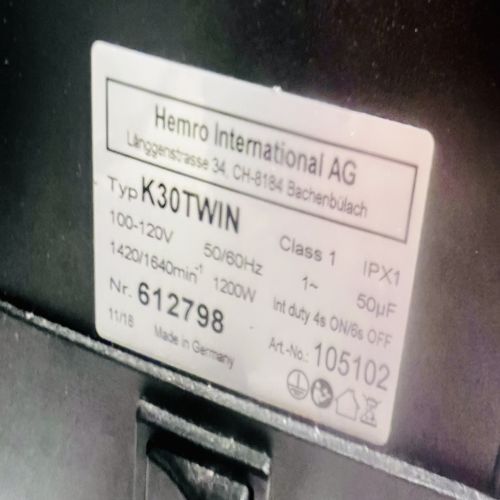 Hemro International AG
Länggenstrasse 34, CH-8184 Bachenbülach
Typ K30TWIN
100-120V 50/60Hz Class 1 IPX1
1420/1640min⁻¹ 1200W 1~ 50µF
Nr. 612798 Int duty 4s ON/6s OFF
11/18 Made in Germany Art.-No.: 105102